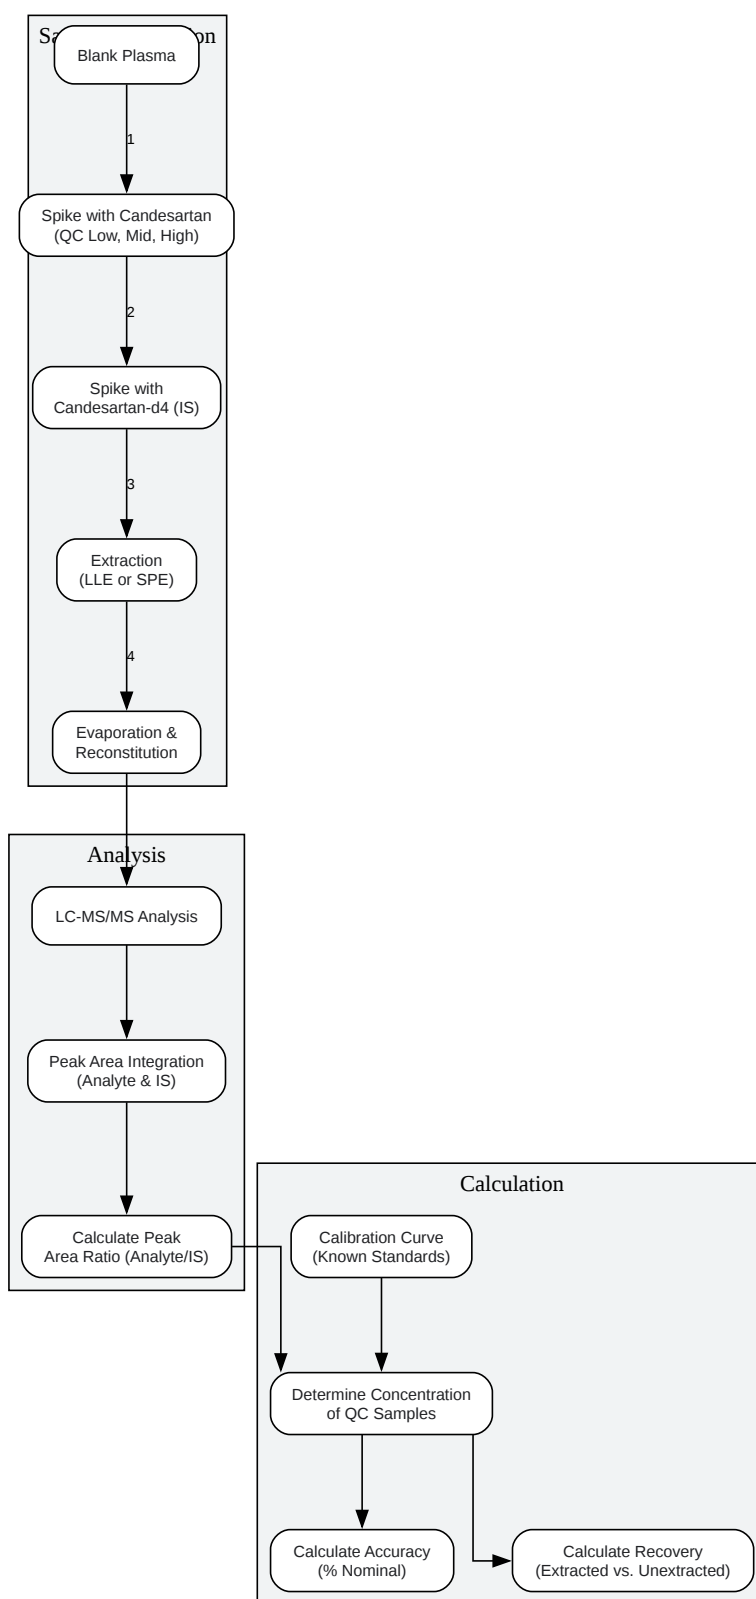 Blank Plasma
1
Spike with Candesartan
(QC Low, Mid, High)
2
Spike with
Candesartan-d4 (IS)
3
Extraction
(LLE or SPE)
4
Evaporation &
Reconstitution
Analysis
LC-MS/MS Analysis
Peak Area Integration
(Analyte & IS)
Calculate Peak
Area Ratio (Analyte/IS)
Calculation
Calibration Curve
(Known Standards)
Determine Concentration
of QC Samples
Calculate Accuracy
(% Nominal)
Calculate Recovery
(Extracted vs. Unextracted)